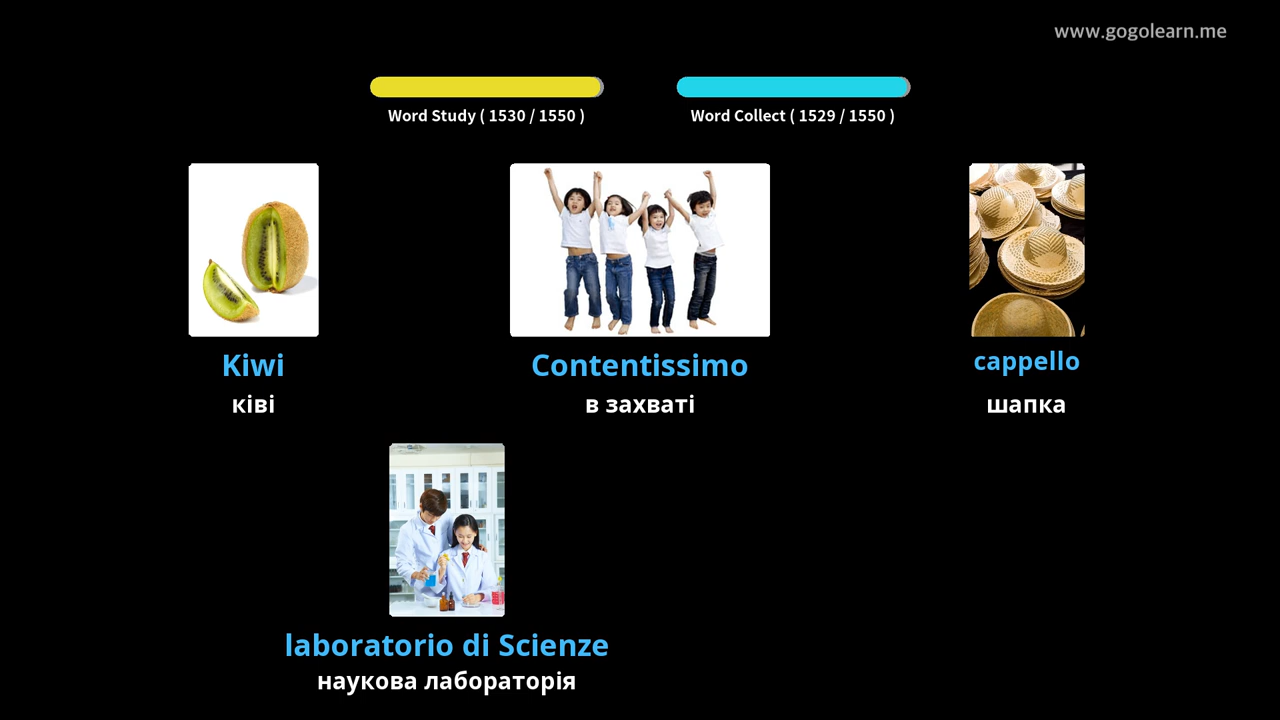 www.gogolearn.me
Word Study ( 1530 / 1550 )
Word Collect ( 1529 / 1550 )
Kiwi
ківі
Contentissimo
в захваті
cappello
шапка
laboratorio di Scienze
наукова лабораторія